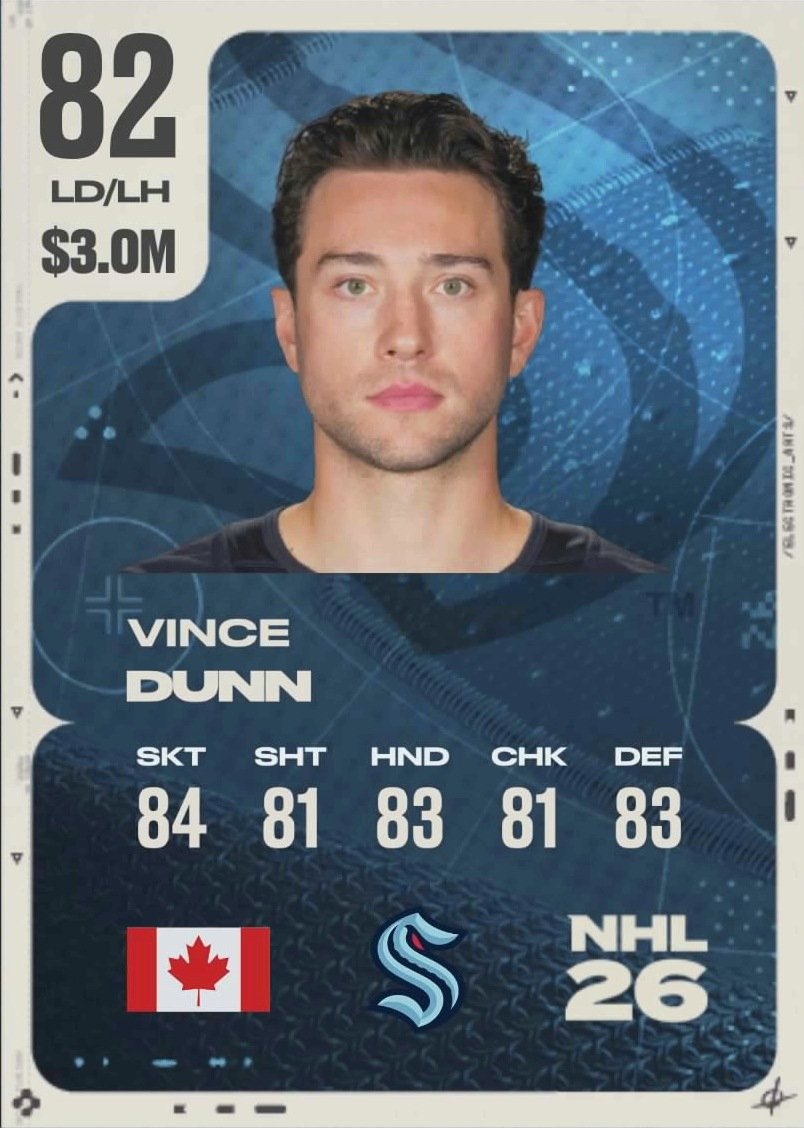 82
LD/LH
$3.0M
TM
VINCE
DUNN
SKT SHT HND CHK DEF
84 81 83 81 83
NHL
26